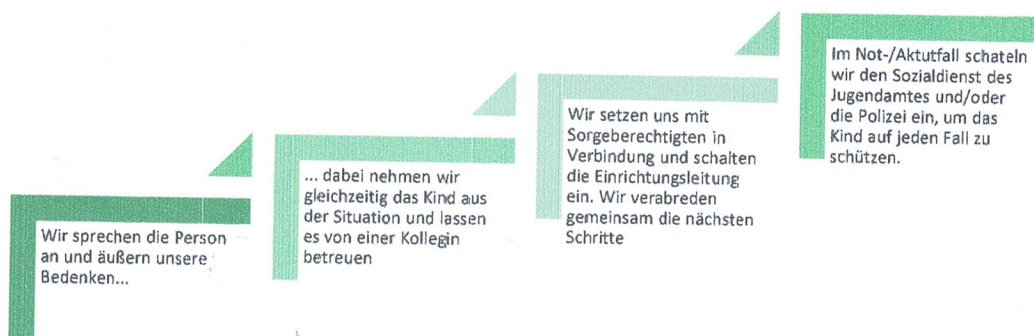 Wir sprechen die Person
an und äußern unsere
Bedenken...
... dabei nehmen wir
gleichzeitig das Kind aus
der Situation und lassen
es von einer Kollegin
betreuen
Wir setzen uns mit
Sorgeberechtigten in
Verbindung und schalten
die Einrichtungsleitung
ein. Wir verabreden
gemeinsam die nächsten
Schritte
Im Not-/Aktutfall schateln
wir den Sozialdienst des
Jugendamtes und/oder
die Polizei ein, um das
Kind auf jeden Fall zu
schützen.